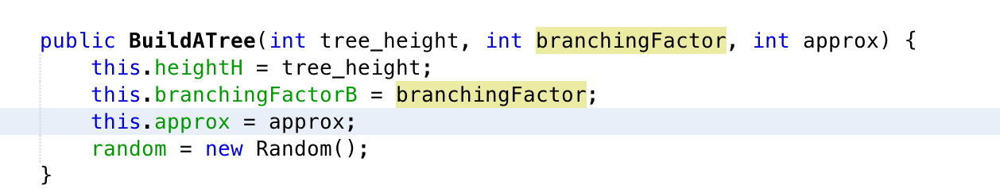 public BuildATree(int tree_height, int branchingFactor, int approx) {
this.heightH = tree_height;
this.branchingFactorB = branchingFactor;
this.approx = approx;
random = new Random();
}